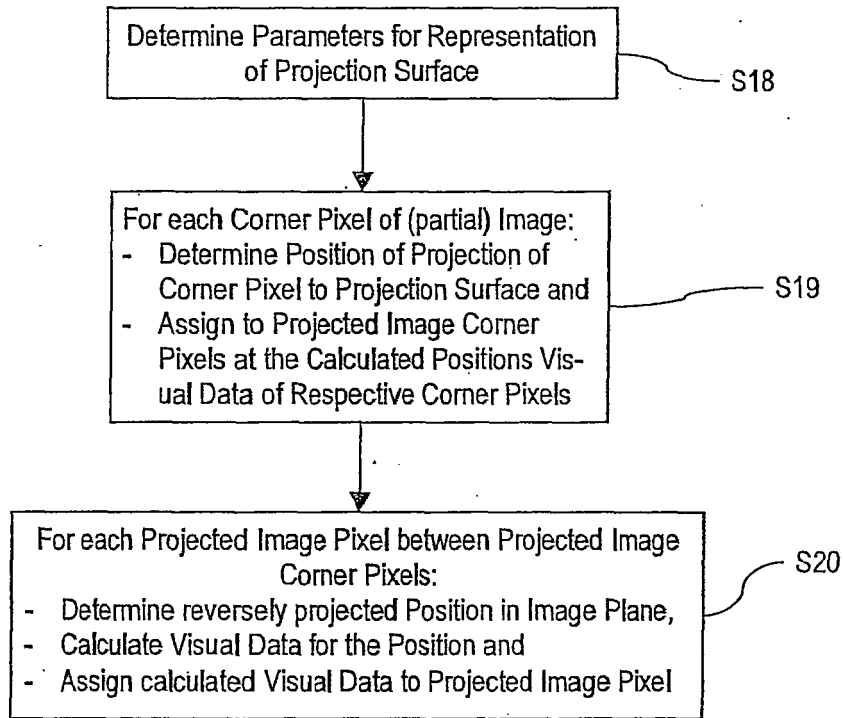 Determine Parameters for Representation
of Projection Surface
S18
For each Corner Pixel of (partial) Image:
- Determine Position of Projection of
Corner Pixel to Projection Surface and
- Assign to Projected Image Corner
Pixels at the Calculated Positions Vis-
ual Data of Respective Corner Pixels
S19
For each Projected Image Pixel between Projected Image
Corner Pixels:
- Determine reversely projected Position in Image Plane,
- Calculate Visual Data for the Position and
- Assign calculated Visual Data to Projected Image Pixel
S20